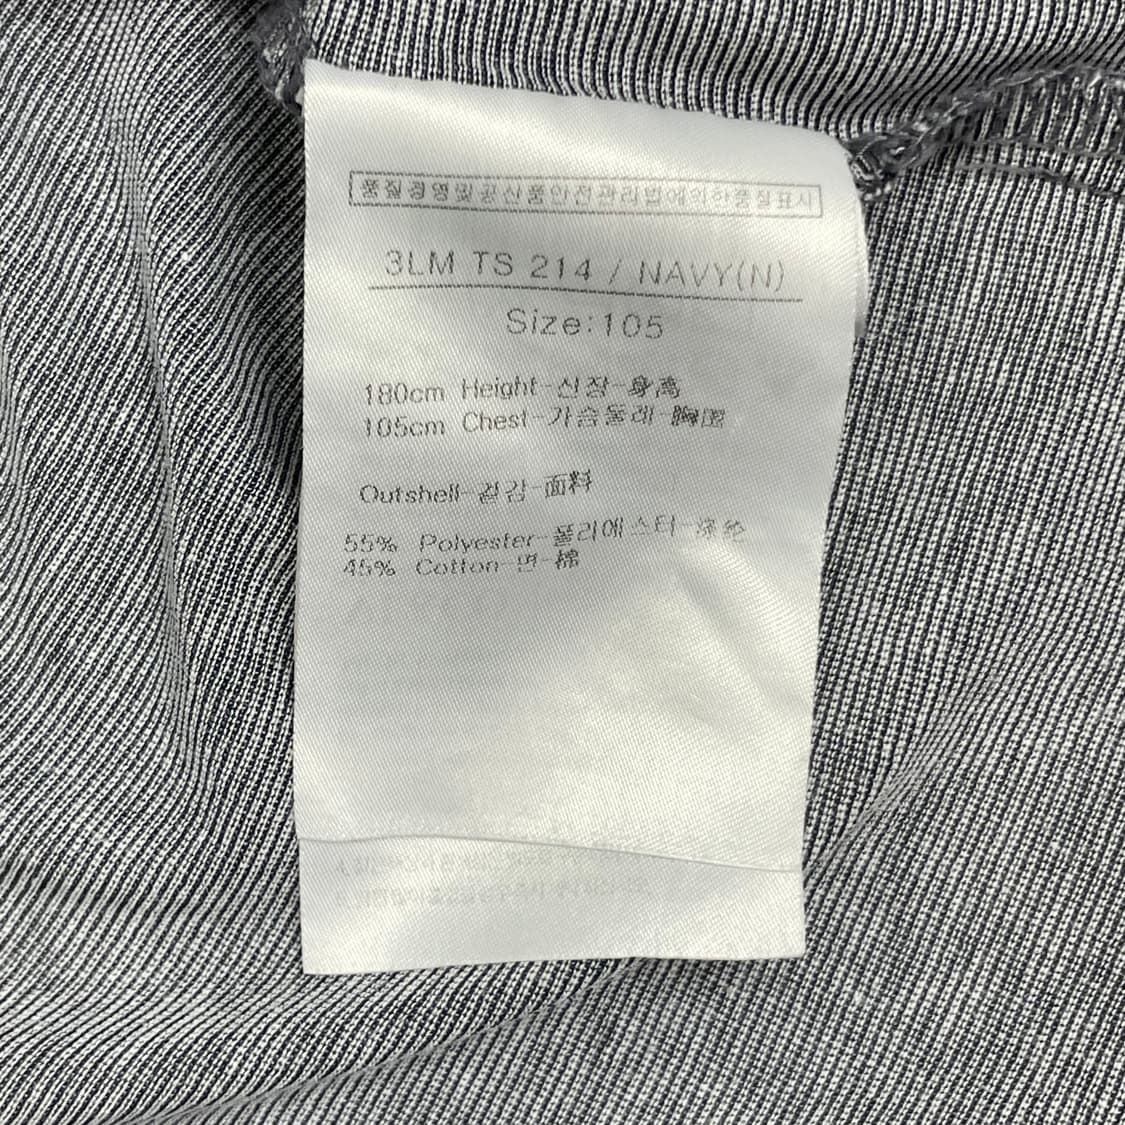 품질경영및공산품안전관리법에의한품질표시
3LM TS 214 / NAVY(N)
Size:105
180cm Height-신장-身高
105cm Chest-가슴둘레-胸围
Outshell-겉감-面料
55% Polyester-폴리에스터-涤纶
45% Cotton-면-棉